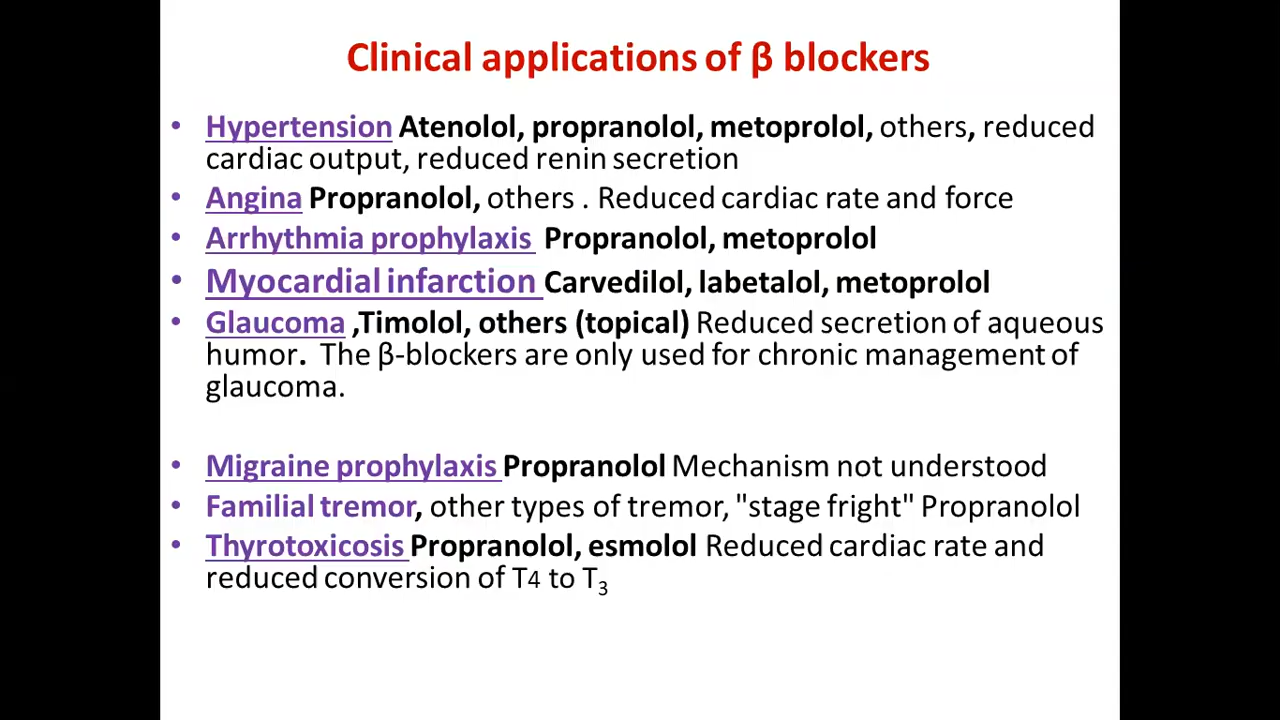 Clinical applications of β blockers
• Hypertension Atenolol, propranolol, metoprolol, others, reduced
cardiac output, reduced renin secretion
• Angina Propranolol, others . Reduced cardiac rate and force
• Arrhythmia prophylaxis Propranolol, metoprolol
• Myocardial infarction Carvedilol, labetalol, metoprolol
• Glaucoma ,Timolol, others (topical) Reduced secretion of aqueous
humor. The β-blockers are only used for chronic management of
glaucoma.
• Migraine prophylaxis Propranolol Mechanism not understood
• Familial tremor, other types of tremor, "stage fright" Propranolol
• Thyrotoxicosis Propranolol, esmolol Reduced cardiac rate and
reduced conversion of T4 to T₃